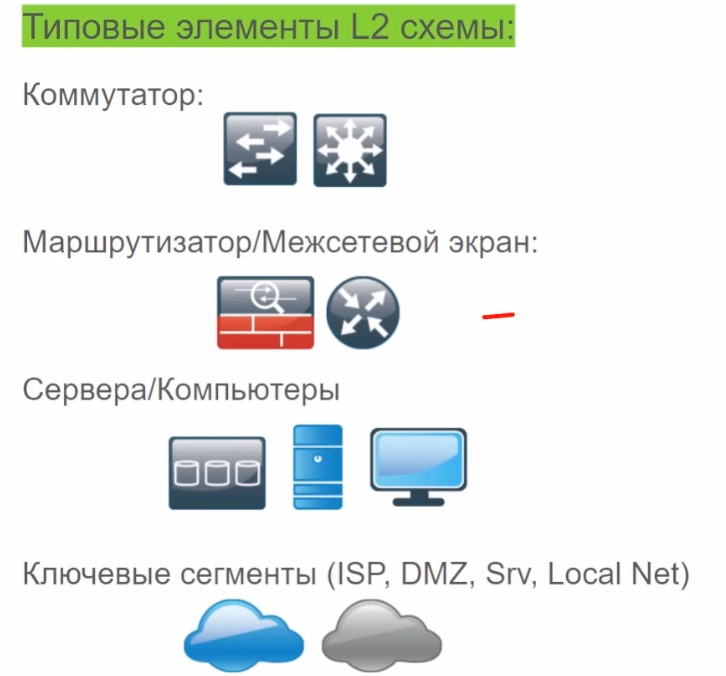 Типовые элементы L2 схемы:
Коммутатор:
Маршрутизатор/Межсетевой экран:
Сервера/Компьютеры
Ключевые сегменты (ISP, DMZ, Srv, Local Net)